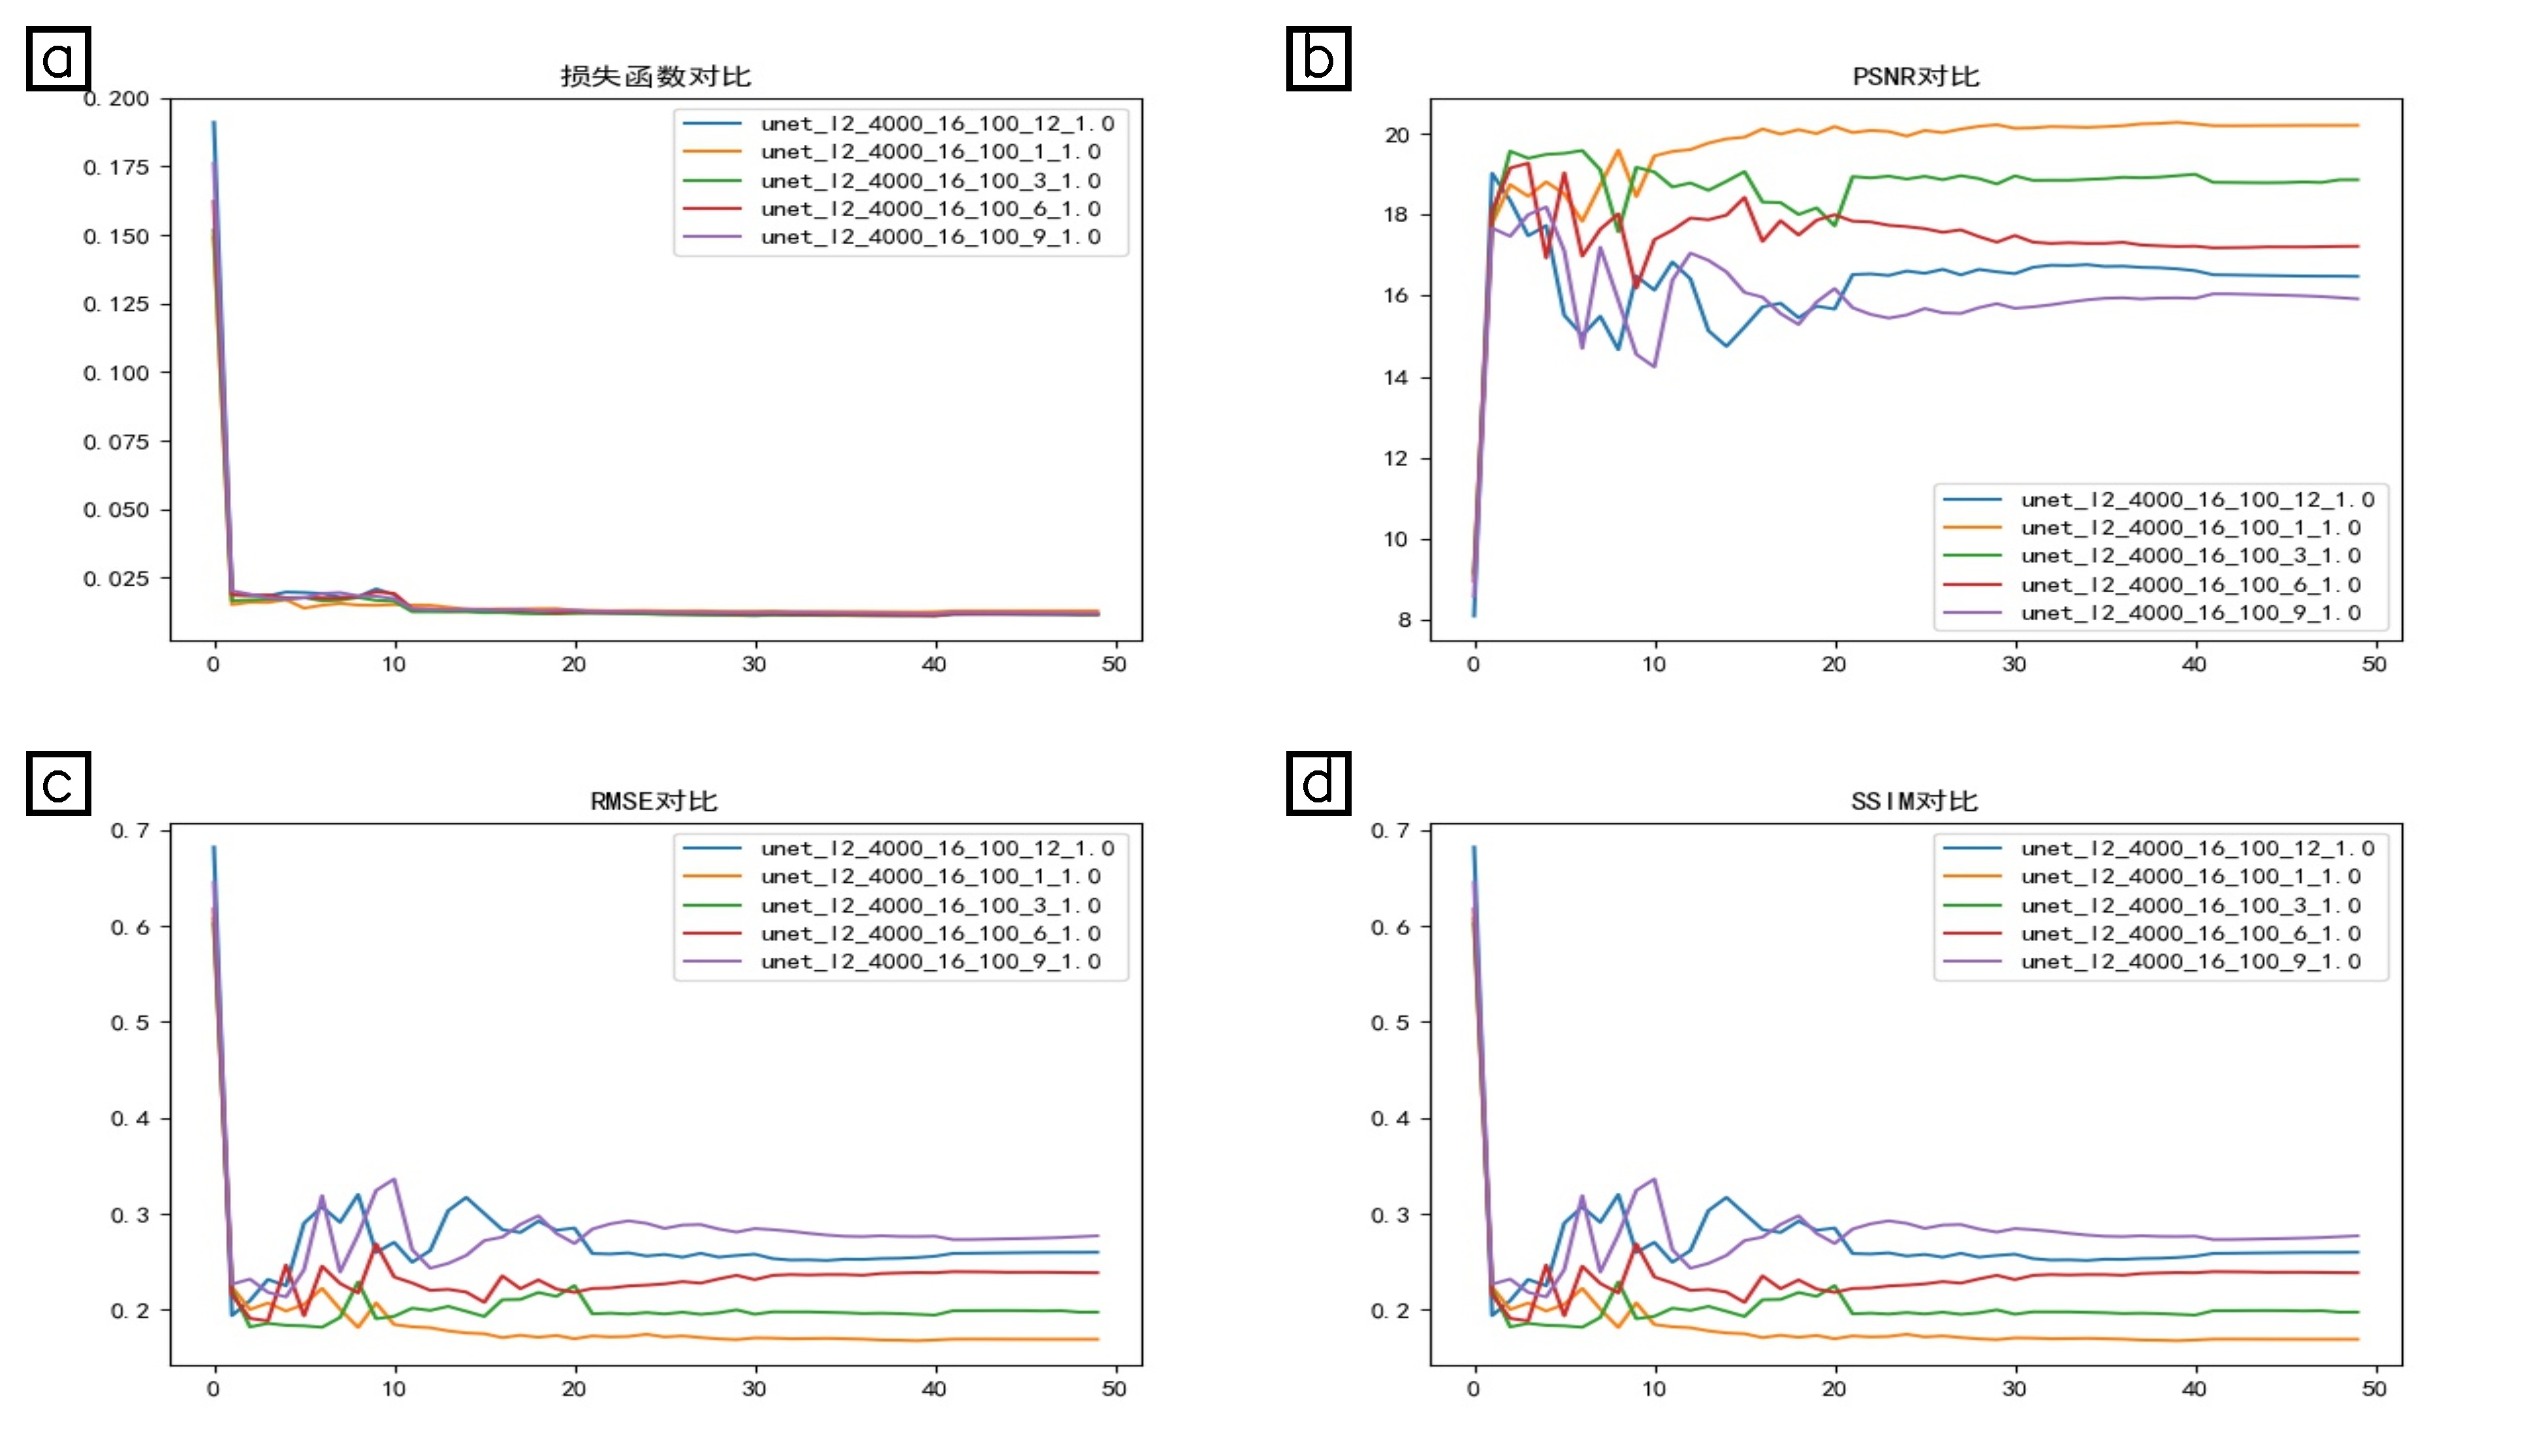 a
损失函数对比
0.200
0.175
0.150
0.125
0.100
0.075
0.050
0.025
0 10 20 30 40 50
unet_l2_4000_16_100_12_1.0
unet_l2_4000_16_100_1_1.0
unet_l2_4000_16_100_3_1.0
unet_l2_4000_16_100_6_1.0
unet_l2_4000_16_100_9_1.0
b
PSNR对比
20
18
16
14
12
10
8
0 10 20 30 40 50
unet_l2_4000_16_100_12_1.0
unet_l2_4000_16_100_1_1.0
unet_l2_4000_16_100_3_1.0
unet_l2_4000_16_100_6_1.0
unet_l2_4000_16_100_9_1.0
c
RMSE对比
0.7
0.6
0.5
0.4
0.3
0.2
0 10 20 30 40 50
unet_l2_4000_16_100_12_1.0
unet_l2_4000_16_100_1_1.0
unet_l2_4000_16_100_3_1.0
unet_l2_4000_16_100_6_1.0
unet_l2_4000_16_100_9_1.0
d
SSIM对比
0.7
0.6
0.5
0.4
0.3
0.2
0 10 20 30 40 50
unet_l2_4000_16_100_12_1.0
unet_l2_4000_16_100_1_1.0
unet_l2_4000_16_100_3_1.0
unet_l2_4000_16_100_6_1.0
unet_l2_4000_16_100_9_1.0